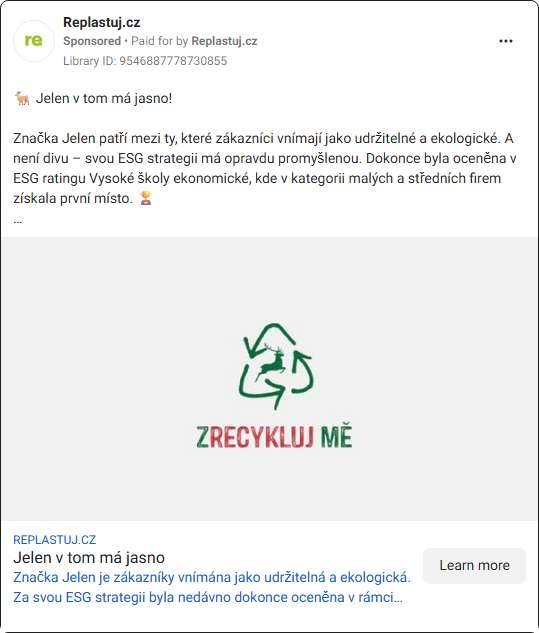 re
Replastuj.cz
Sponsored • Paid for by Replastuj.cz
Library ID: 9546887778730855
🦌 Jelen v tom má jasno!
Značka Jelen patří mezi ty, které zákazníci vnímají jako udržitelné a ekologické. A
není divu – svou ESG strategii má opravdu promyšlenou. Dokonce byla oceněna v
ESG ratingu Vysoké školy ekonomické, kde v kategorii malých a středních firem
získala první místo. 🏆
...
ZRECYKLUJ MĚ
REPLASTUJ.CZ
Jelen v tom má jasno
Značka Jelen je zákazníky vnímána jako udržitelná a ekologická.
Za svou ESG strategii byla nedávno dokonce oceněna v rámci...
Learn more